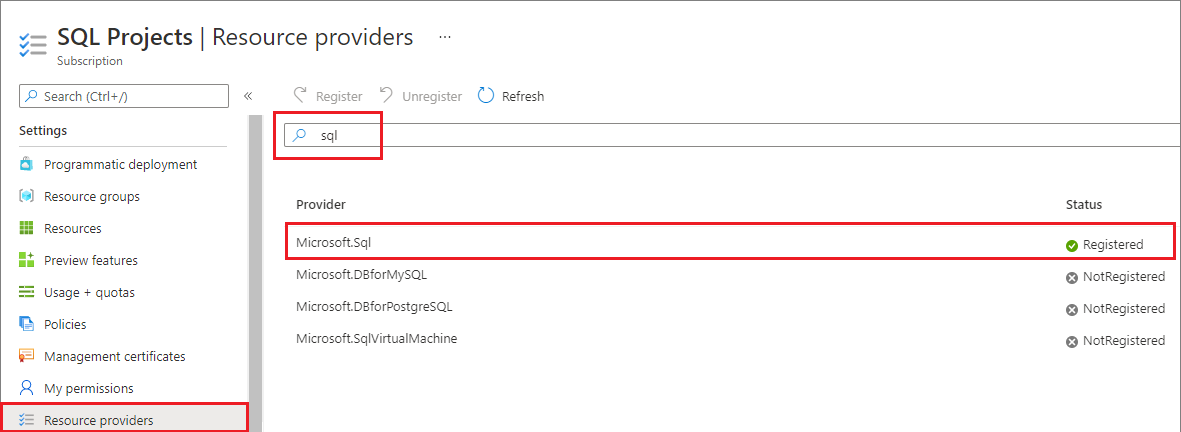 SQL Projects | Resource providers ...
Subscription
Search (Ctrl+/) «
Register Unregister Refresh
sql
Settings
Programmatic deployment
Resource groups
Resources
Preview features
Usage + quotas
Policies
Management certificates
My permissions
Resource providers
Provider Status
Microsoft.Sql Registered
Microsoft.DBforMySQL NotRegistered
Microsoft.DBforPostgreSQL NotRegistered
Microsoft.SqlVirtualMachine NotRegistered